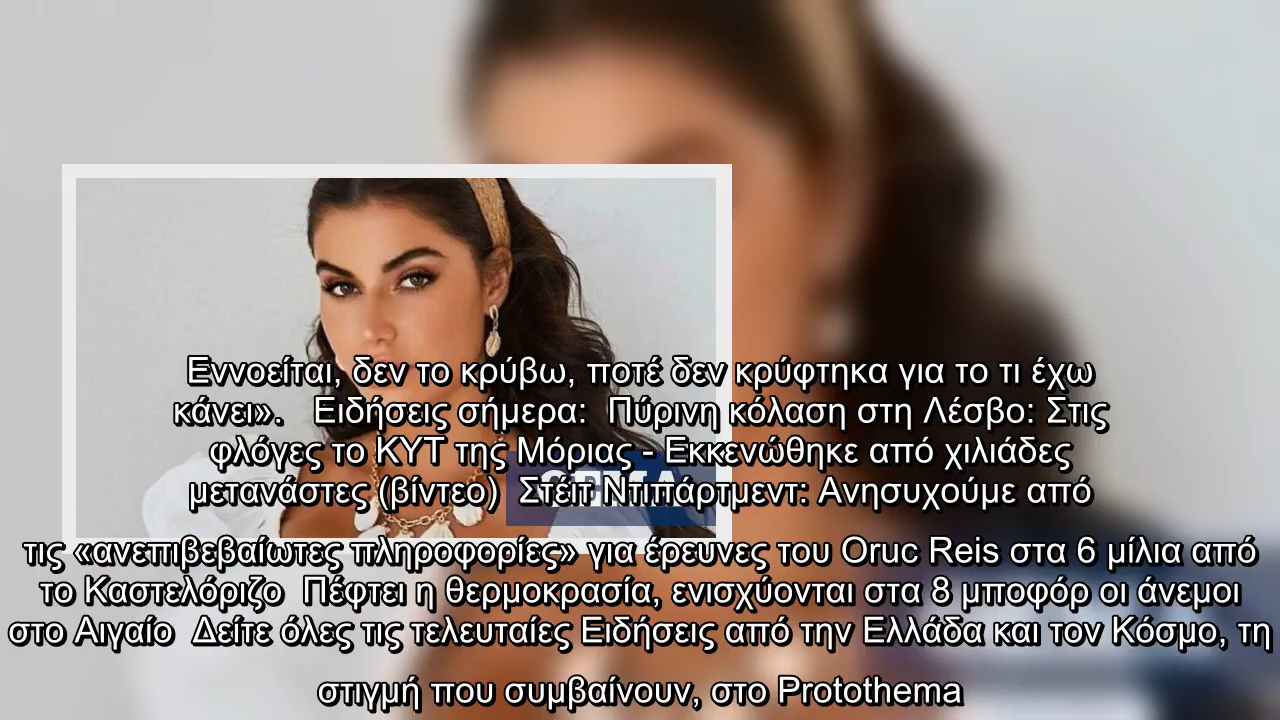 Εννοείται, δεν το κρύβω, ποτέ δεν κρύφτηκα για το τι έχω
κάνει».   Ειδήσεις σήμερα:  Πύρινη κόλαση στη Λέσβο: Στις
φλόγες το ΚΥΤ της Μόριας - Εκκενώθηκε από χιλιάδες
μετανάστες (βίντεο)  Στέιτ Ντιπάρτμεντ: Ανησυχούμε από
τις «ανεπιβεβαίωτες πληροφορίες» για έρευνες του Oruc Reis στα 6 μίλια από
το Καστελόριζο  Πέφτει η θερμοκρασία, ενισχύονται στα 8 μποφόρ οι άνεμοι
στο Αιγαίο  Δείτε όλες τις τελευταίες Ειδήσεις από την Ελλάδα και τον Κόσμο, τη
στιγμή που συμβαίνουν, στο Protothema